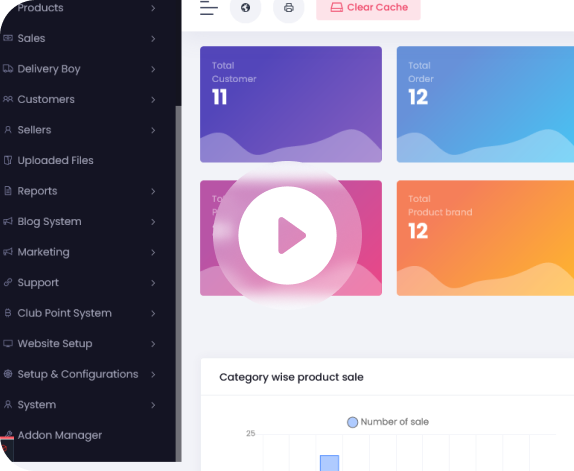 Products
Sales
Delivery Boy
Customers
Sellers
Uploaded Files
Reports
Blog System
Marketing
Support
Club Point System
Website Setup
Setup & Configurations
System
Addon Manager
Clear Cache
Total
Customer
11
Total
Order
12
Total
Product brand
12
Category wise product sale
Number of sale
25